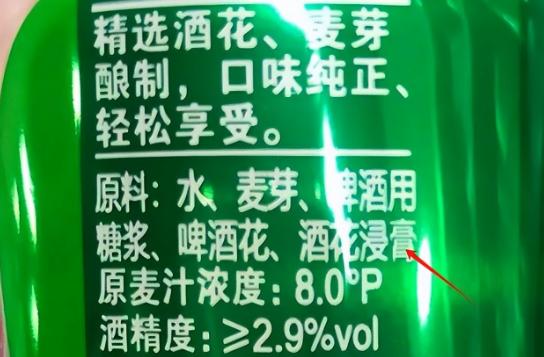 精选酒花、麦芽
酿制，口味纯正、
轻松享受。
原料：水、麦芽、啤酒用
糖浆、啤酒花、酒花浸膏
原麦汁浓度：8.0°P
酒精度：≥2.9%vol